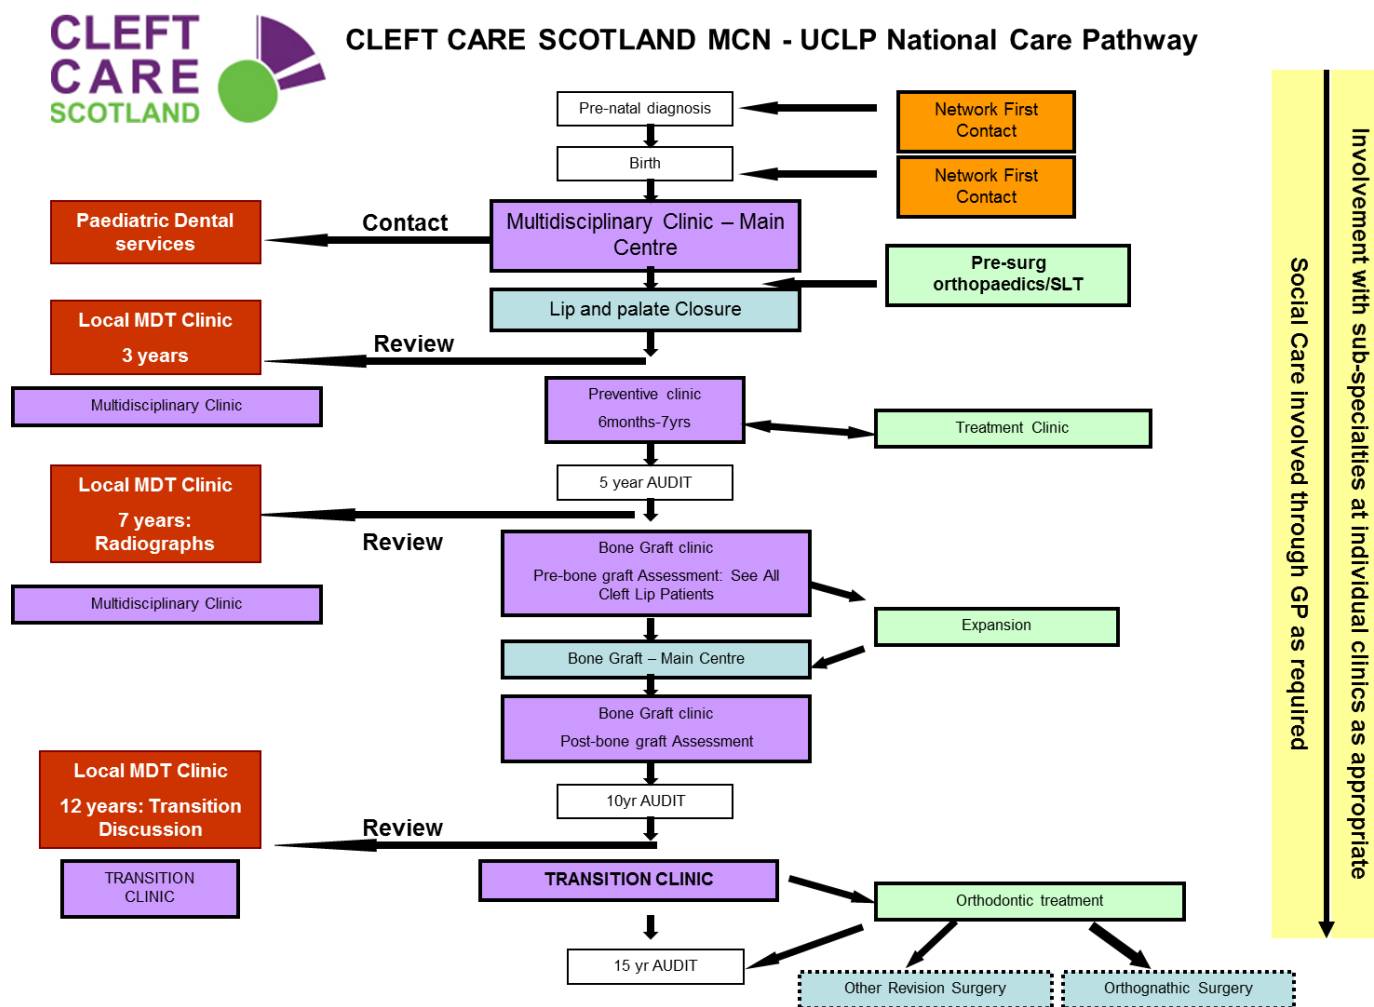 CLEFT
CARE
SCOTLAND
CLEFT CARE SCOTLAND MCN - UCLP National Care Pathway
Pre-natal diagnosis
Network First
Contact
Birth
Network First
Contact
Paediatric Dental
services
Contact
Multidisciplinary Clinic – Main
Centre
Pre-surg
orthopaedics/SLT
Lip and palate Closure
Local MDT Clinic
3 years
Review
Multidisciplinary Clinic
Preventive clinic
6months-7yrs
Treatment Clinic
5 year AUDIT
Local MDT Clinic
7 years:
Radiographs
Review
Multidisciplinary Clinic
Bone Graft clinic
Pre-bone graft Assessment: See All
Cleft Lip Patients
Expansion
Bone Graft – Main Centre
Bone Graft clinic
Post-bone graft Assessment
10yr AUDIT
Local MDT Clinic
12 years: Transition
Discussion
Review
TRANSITION
CLINIC
TRANSITION CLINIC
Orthodontic treatment
15 yr AUDIT
Other Revision Surgery
Orthognathic Surgery
Involvement with sub-specialties at individual clinics as appropriate
Social Care involved through GP as required